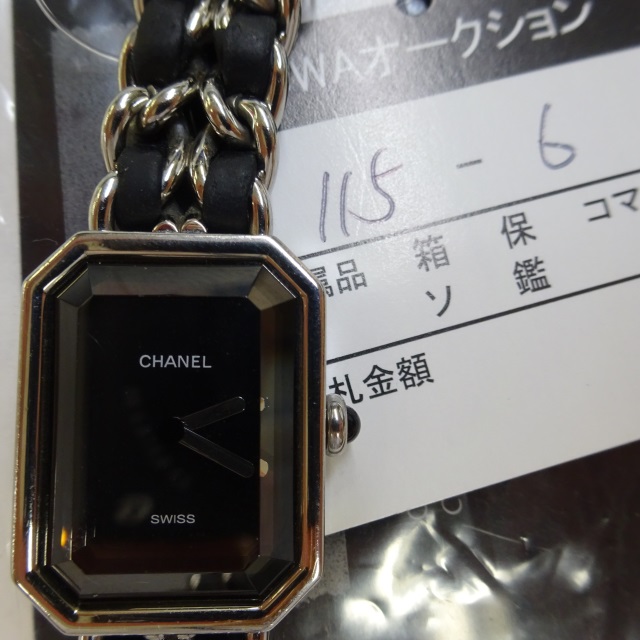 WAオークション
115 - 6
属品 箱 保 コマ
ソ 鑑
札金額
CHANEL
SWISS